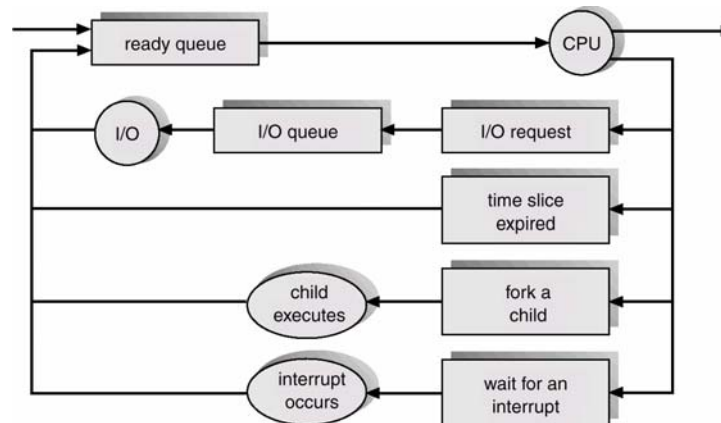 ready queue
CPU
I/O
I/O queue
I/O request
time slice
expired
child
executes
fork a
child
interrupt
occurs
wait for an
interrupt